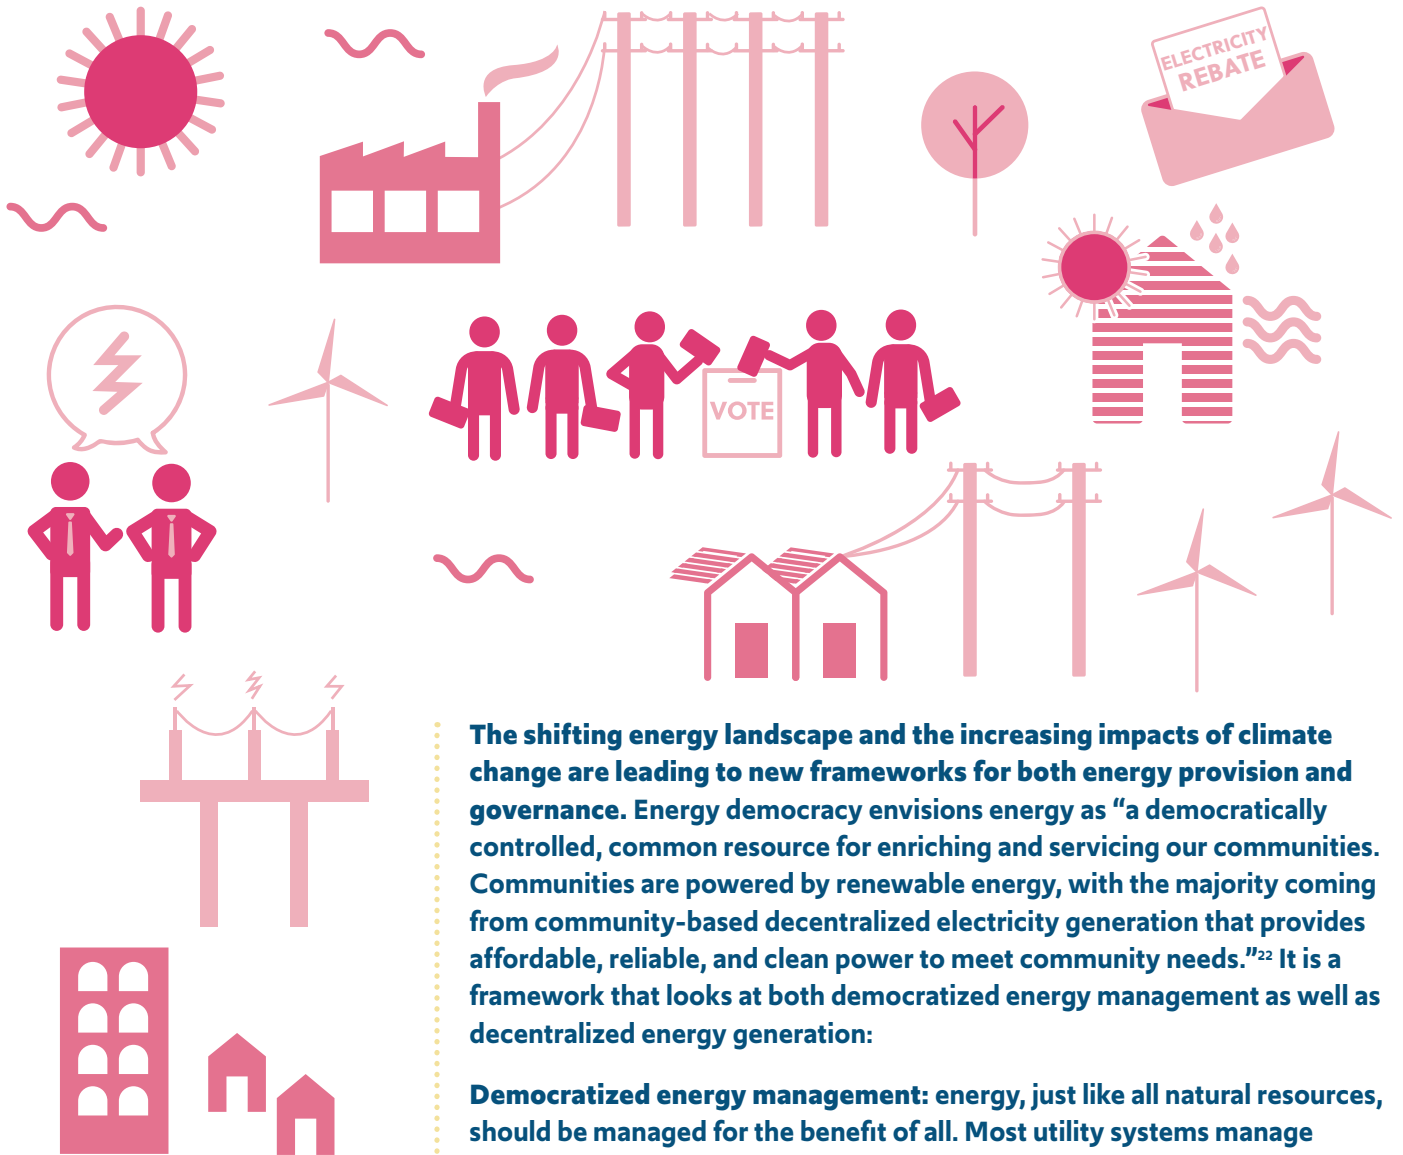 ELECTRICITY
REBATE
VOTE
The shifting energy landscape and the increasing impacts of climate
change are leading to new frameworks for both energy provision and
governance. Energy democracy envisions energy as “a democratically
controlled, common resource for enriching and servicing our communities.
Communities are powered by renewable energy, with the majority coming
from community-based decentralized electricity generation that provides
affordable, reliable, and clean power to meet community needs.”22 It is a
framework that looks at both democratized energy management as well as
decentralized energy generation:
Democratized energy management: energy, just like all natural resources,
should be managed for the benefit of all. Most utility systems manage